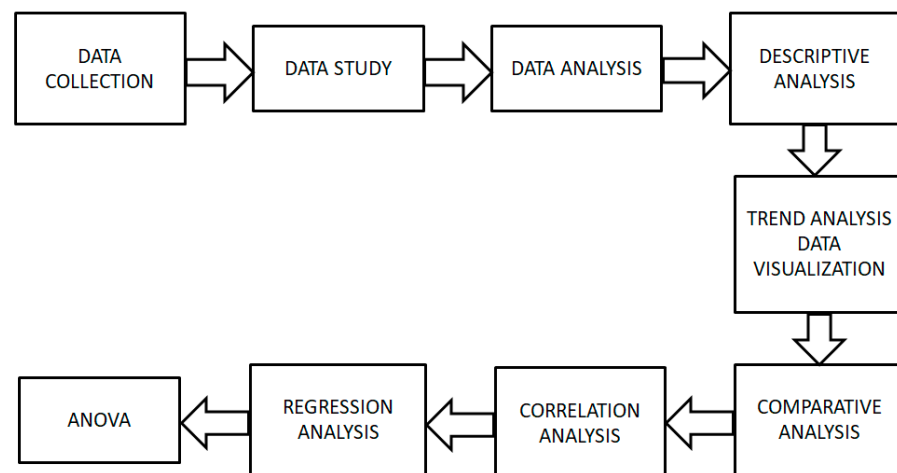 DATA
COLLECTION
DATA STUDY
DATA ANALYSIS
DESCRIPTIVE
ANALYSIS
TREND ANALYSIS
DATA
VISUALIZATION
COMPARATIVE
ANALYSIS
CORRELATION
ANALYSIS
REGRESSION
ANALYSIS
ANOVA